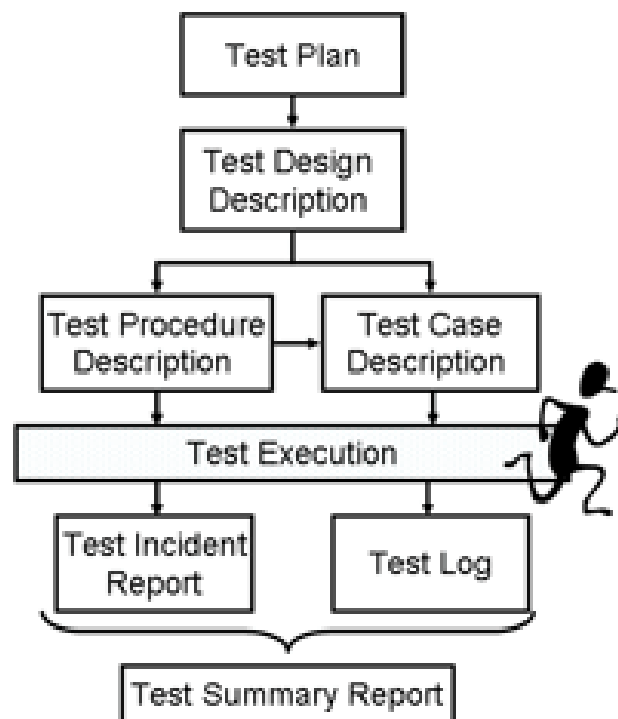 Test Plan
Test Design
Description
Test Procedure
Description
Test Case
Description
Test Execution
Test Incident
Report
Test Log
Test Summary Report